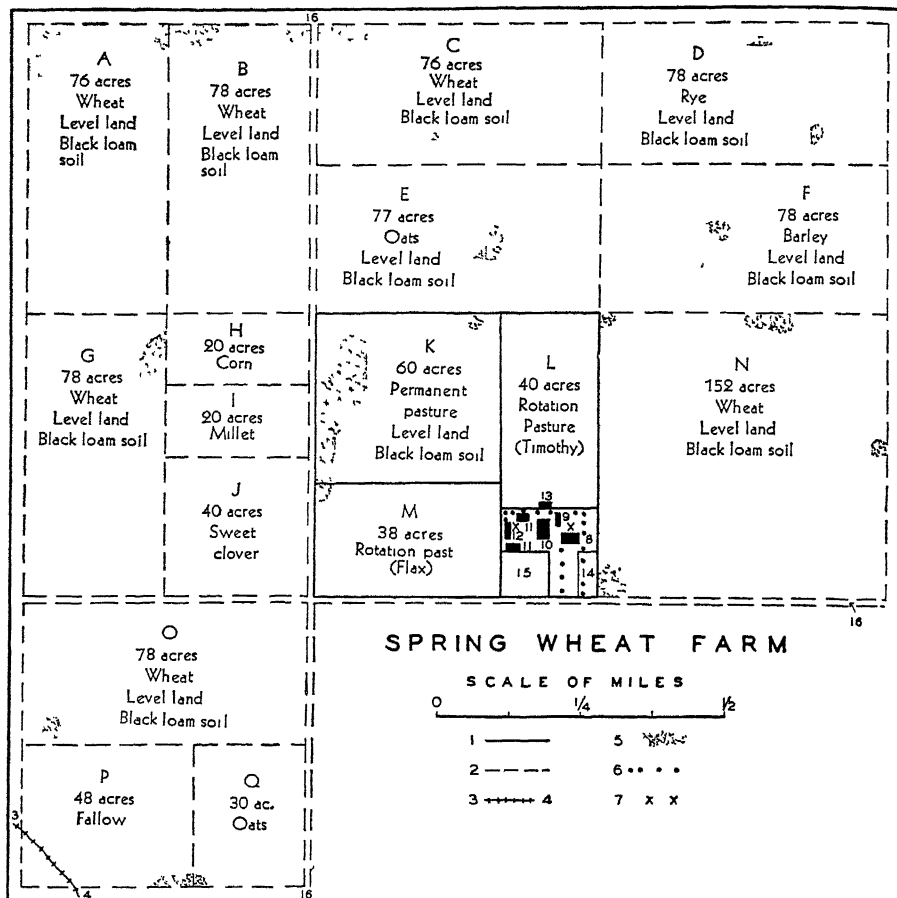 16
A
76 acres
Wheat
Level land
Black loam
soil
B
78 acres
Wheat
Level land
Black loam
soil
C
76 acres
Wheat
Level land
Black loam soil
D
78 acres
Rye
Level land
Black loam soil
E
77 acres
Oats
Level land
Black loam soil
F
78 acres
Barley
Level land
Black loam soil
G
78 acres
Wheat
Level land
Black loam soil
H
20 acres
Corn
I
20 acres
Millet
J
40 acres
Sweet
clover
K
60 acres
Permanent
pasture
Level land
Black loam soil
L
40 acres
Rotation
Pasture
(Timothy)
M
38 acres
Rotation past
(Flax)
N
152 acres
Wheat
Level land
Black loam soil
13
X 11 9 X
12 10 8
11
15 14
16
O
78 acres
Wheat
Level land
Black loam soil
P
48 acres
Fallow
Q
30 ac.
Oats
3
4
16
SPRING WHEAT FARM
SCALE OF MILES
0 1/4 1/2
1 5
2 6
3 4 7 x x